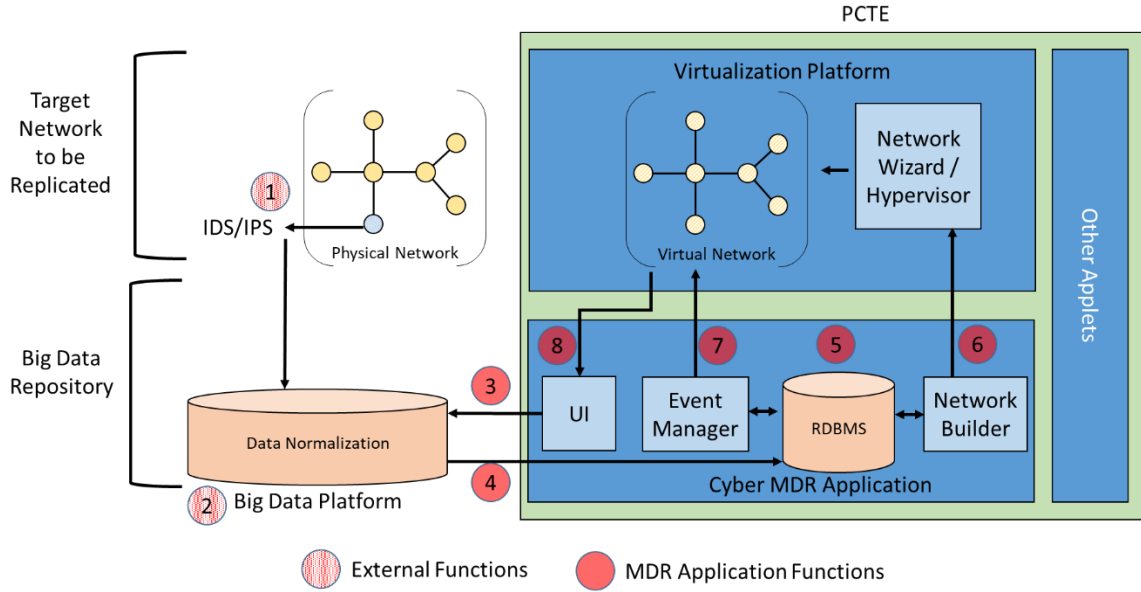 PCTE
Target
Network
to be
Replicated
1
IDS/IPS
Physical Network
Virtualization Platform
Virtual Network
Network
Wizard /
Hypervisor
Other Applets
Big Data
Repository
Data Normalization
2
Big Data Platform
3
4
8
7
5
6
UI
Event
Manager
RDBMS
Network
Builder
Cyber MDR Application
External Functions
MDR Application Functions